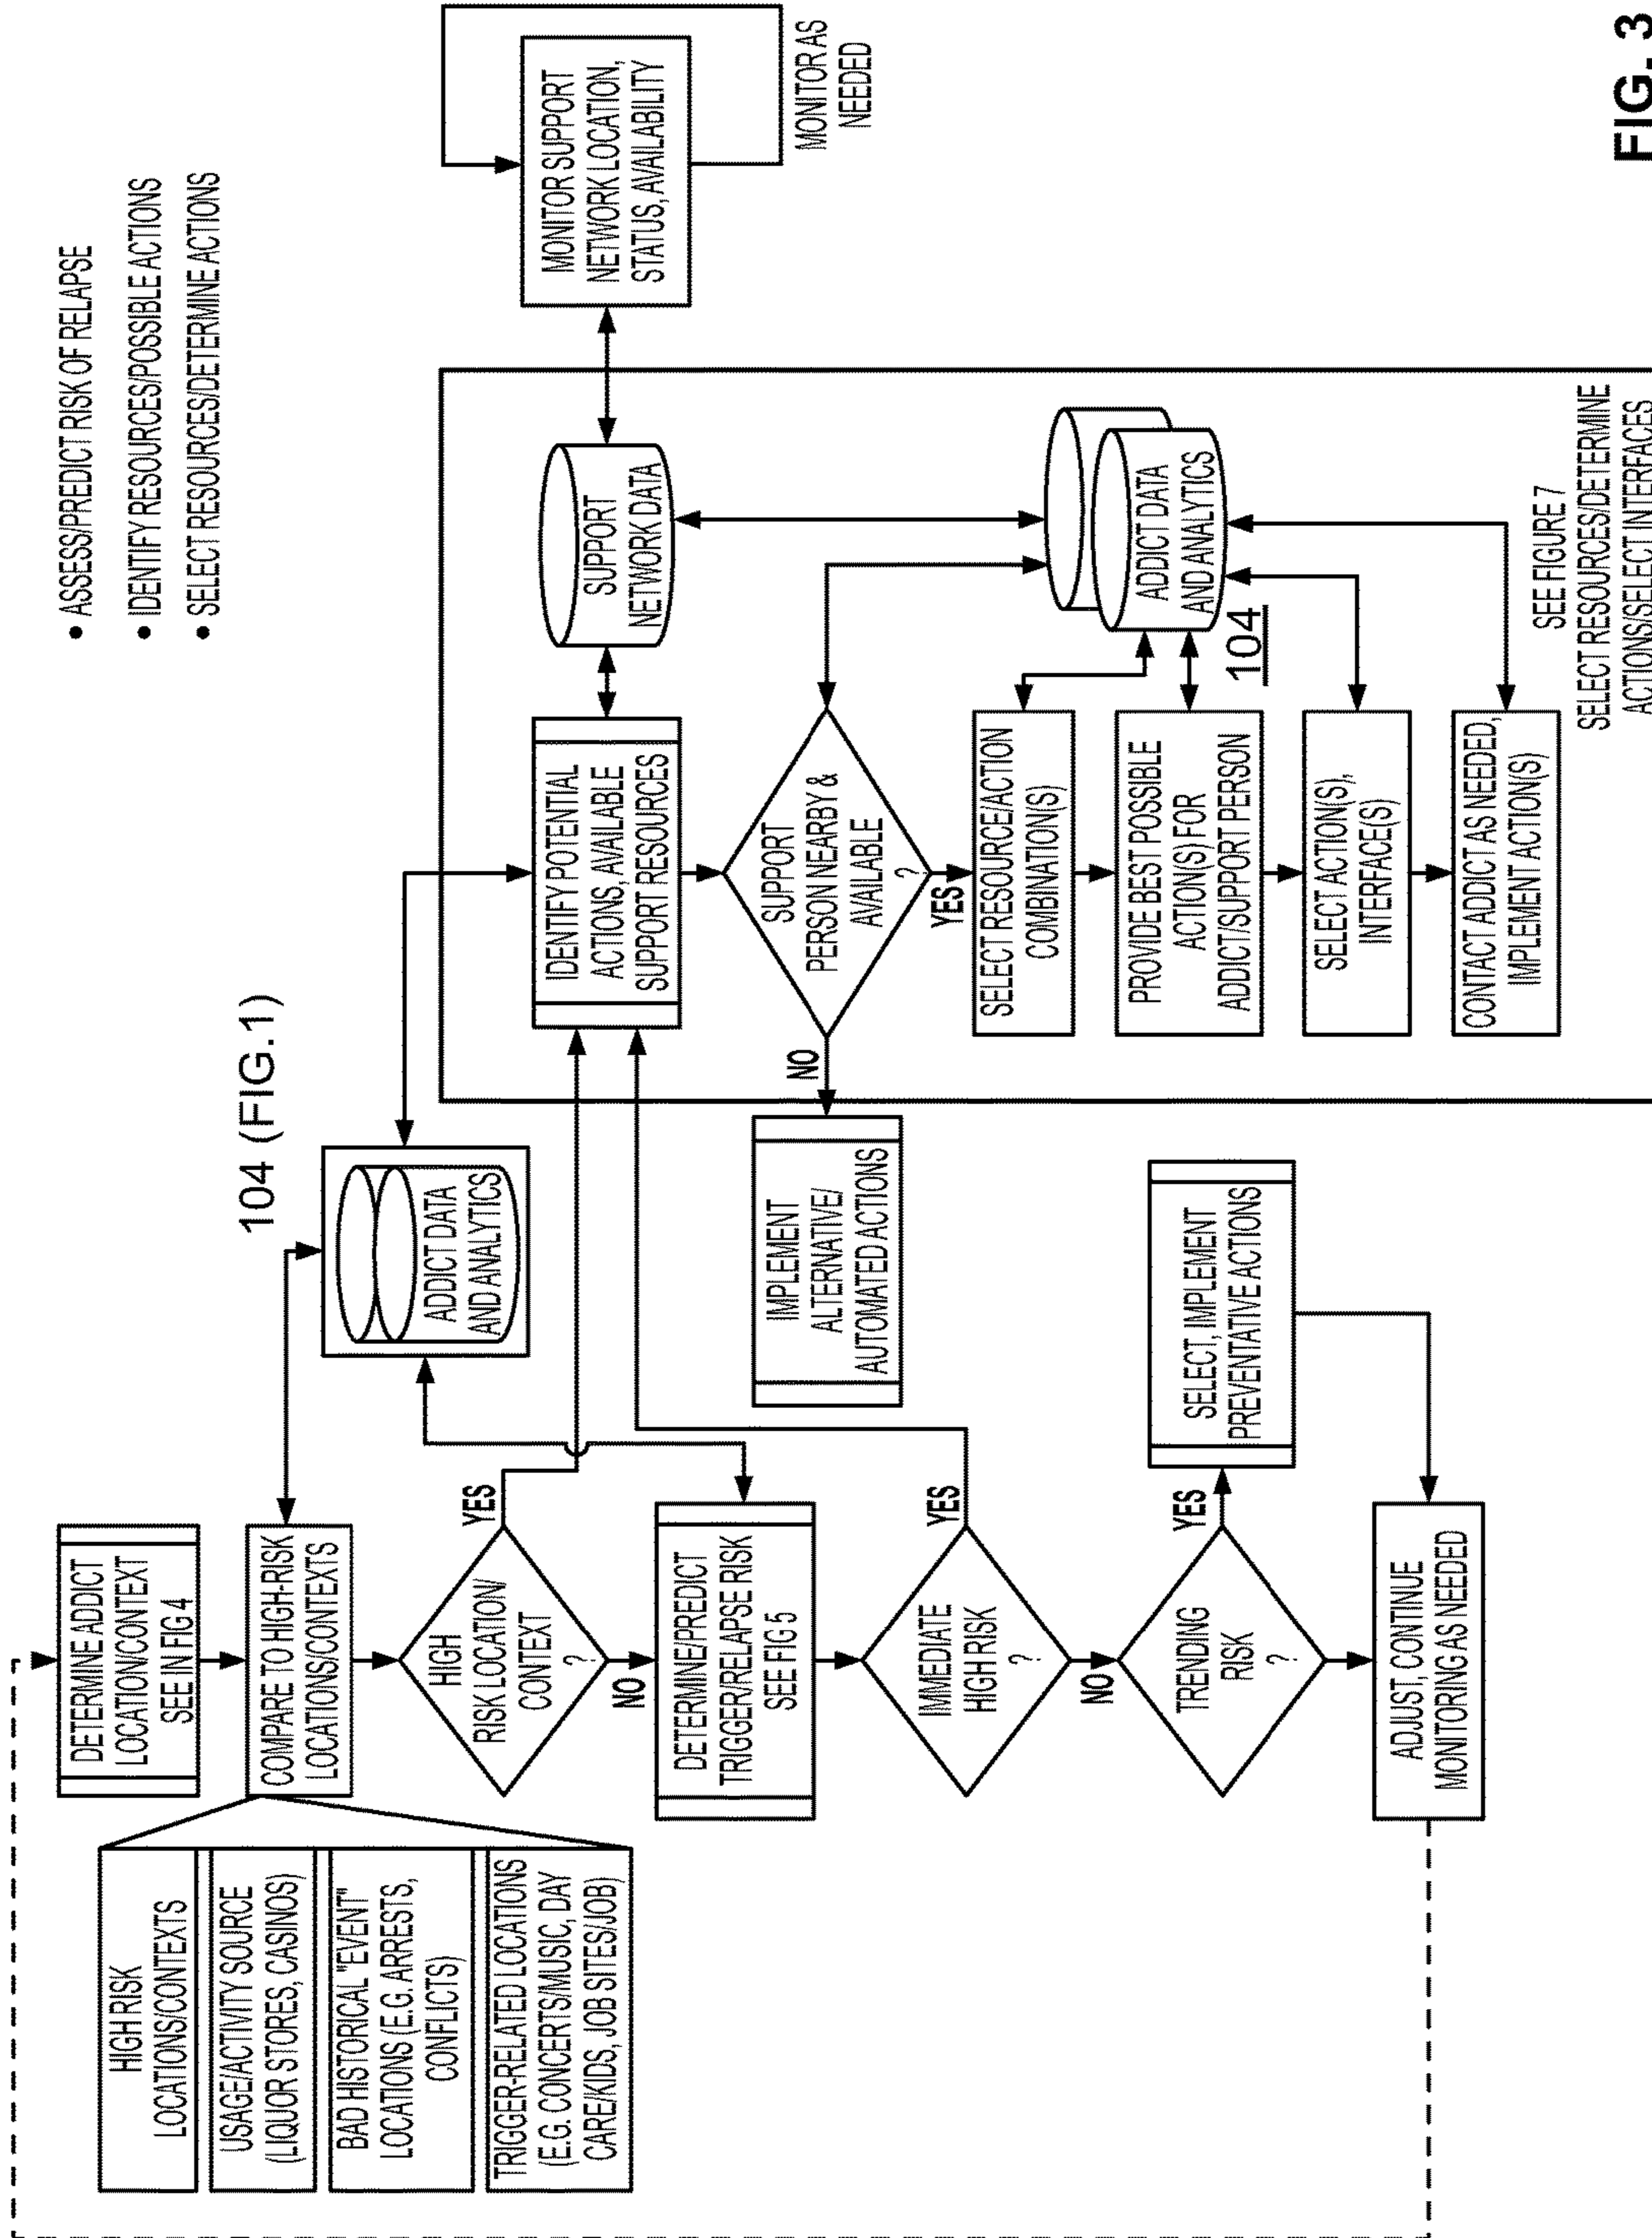 • ASSESS/PREDICT RISK OF RELAPSE
• IDENTIFY RESOURCES/POSSIBLE ACTIONS
• SELECT RESOURCES/DETERMINE ACTIONS
104 (FIG.1)
DETERMINE ADDICT
LOCATION/CONTEXT
SEE IN FIG 4
COMPARE TO HIGH-RISK
LOCATIONS/CONTEXTS
HIGH RISK
LOCATIONS/CONTEXTS
USAGE/ACTIVITY SOURCE
(LIQUOR STORES, CASINOS)
BAD HISTORICAL "EVENT"
LOCATIONS (E.G. ARRESTS,
CONFLICTS)
TRIGGER-RELATED LOCATIONS
(E.G. CONCERTS/MUSIC, DAY
CARE/KIDS, JOB SITES/JOB)
HIGH
RISK LOCATION/
CONTEXT
?
YES
NO
DETERMINE/PREDICT
TRIGGER/RELAPSE RISK
SEE FIG 5
IMMEDIATE
HIGH RISK
?
YES
NO
TRENDING
RISK
?
YES
SELECT, IMPLEMENT
PREVENTATIVE ACTIONS
ADJUST, CONTINUE
MONITORING AS NEEDED
ADDICT DATA
AND ANALYTICS
IDENTIFY POTENTIAL
ACTIONS, AVAILABLE
SUPPORT RESOURCES
SUPPORT
NETWORK DATA
MONITOR SUPPORT
NETWORK LOCATION,
STATUS, AVAILABILITY
MONITOR AS
NEEDED
SUPPORT
PERSON NEARBY &
AVAILABLE
?
NO
YES
IMPLEMENT
ALTERNATIVE/
AUTOMATED ACTIONS
SELECT RESOURCE/ACTION
COMBINATION(S)
PROVIDE BEST POSSIBLE
ACTION(S) FOR
ADDICT/SUPPORT PERSON
SELECT ACTION(S),
INTERFACE(S)
CONTACT ADDICT AS NEEDED,
IMPLEMENT ACTION(S)
ADDICT DATA
AND ANALYTICS
104
SEE FIGURE 7
SELECT RESOURCES/DETERMINE
ACTIONS/SELECT INTERFACES
FIG. 3